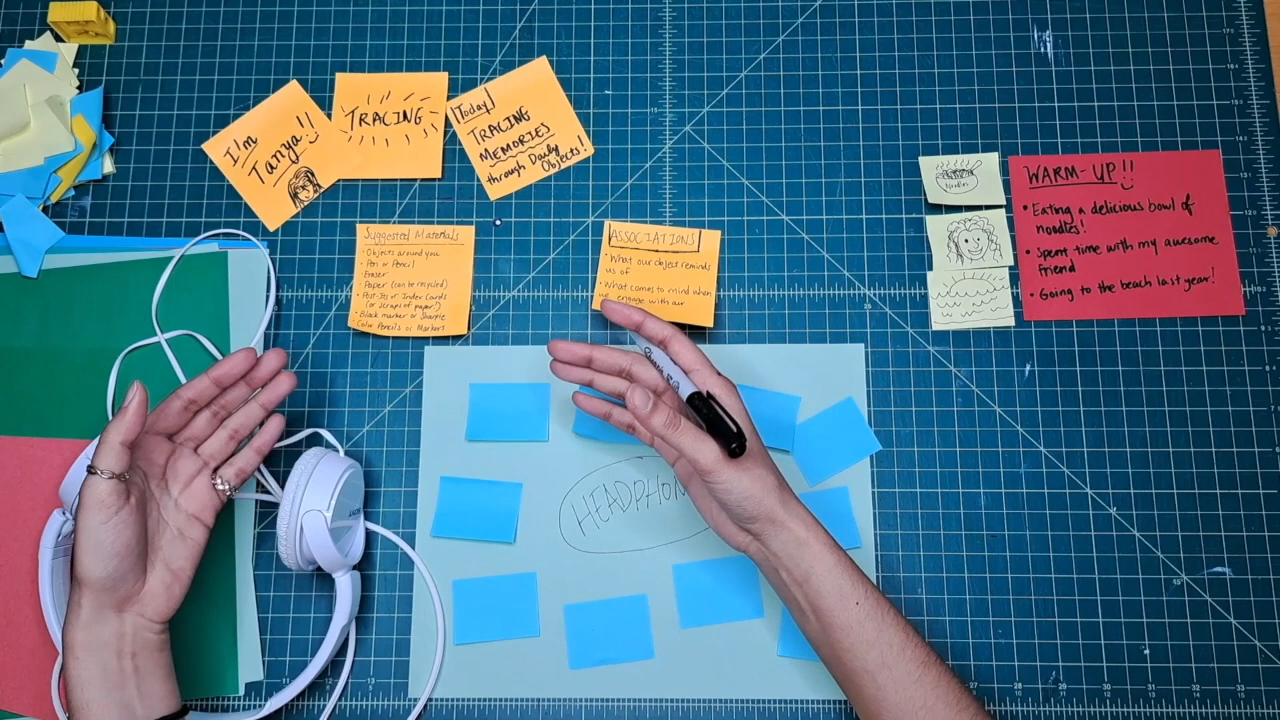 I'm
Tanya!!
TRACING
Today
TRACING
MEMORIES
through Daily
Objects!
Suggested Materials
• Objects around you
• Pen or Pencil
• Eraser
• Paper (can be recycled)
• Post-Its or Index Cards
(or scraps of paper!)
• Black marker or Sharpie
• Color Pencils or Markers
ASSOCIATIONS
• What our object reminds
us of
• What comes to mind when
we engage with our
Noodles
WARM-UP!!
• Eating a delicious bowl of
noodles!
• Spent time with my awesome
friend
• Going to the beach last year!
Sharpie
SONY